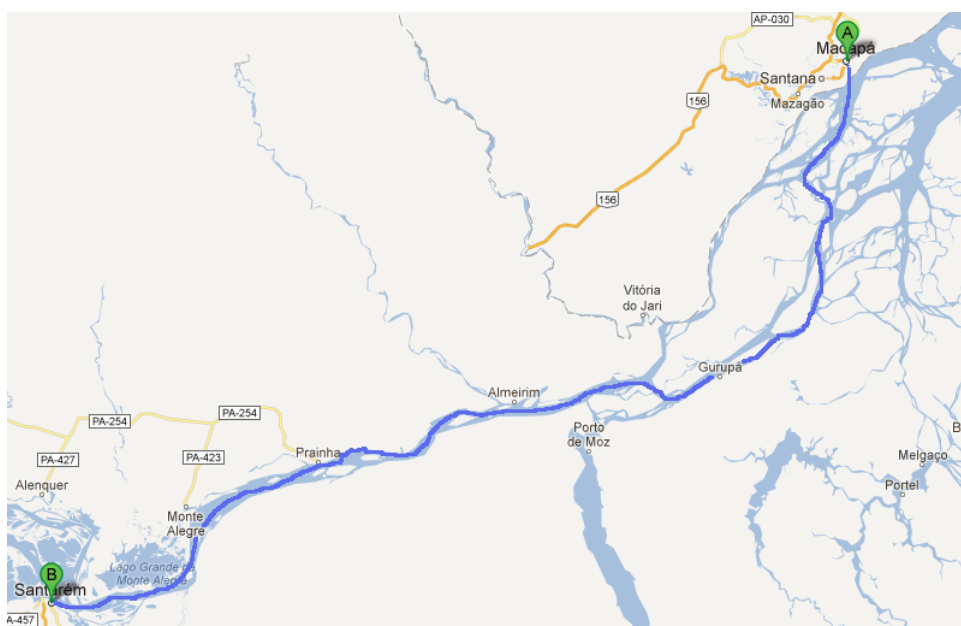 AP-030
A
Macapá
Santana
156
Mazagão
156
Vitória
do Jari
Gurupá
Almeirim
PA-254
PA-254
Porto
de Moz
B
PA-427
PA-423
Prainha
Melgaço
Alenquer
Portel
Monte
Alegre
Lago Grande de
Monte Alegre
B
Santarém
PA-457